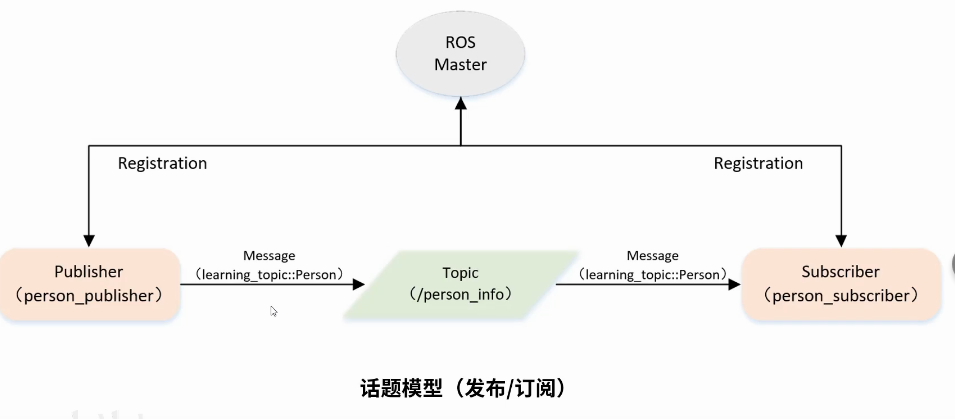 ROS
Master
Registration
Registration
Message
（learning_topic::Person）
Message
（learning_topic::Person）
Publisher
（person_publisher）
Topic
（/person_info）
Subscriber
（person_subscriber）
话题模型（发布/订阅）